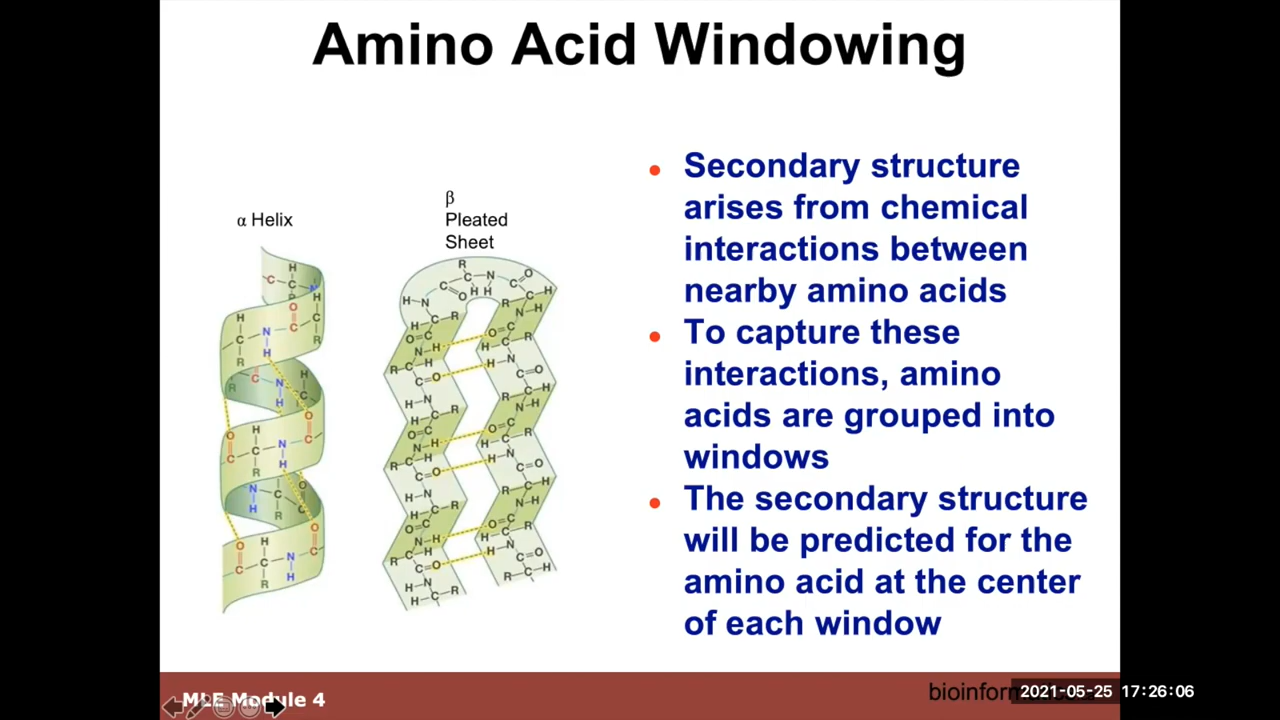 Amino Acid Windowing
α Helix
β
Pleated
Sheet
• Secondary structure
arises from chemical
interactions between
nearby amino acids
• To capture these
interactions, amino
acids are grouped into
windows
• The secondary structure
will be predicted for the
amino acid at the center
of each window
MLE Module 4
2021-05-25 17:26:06